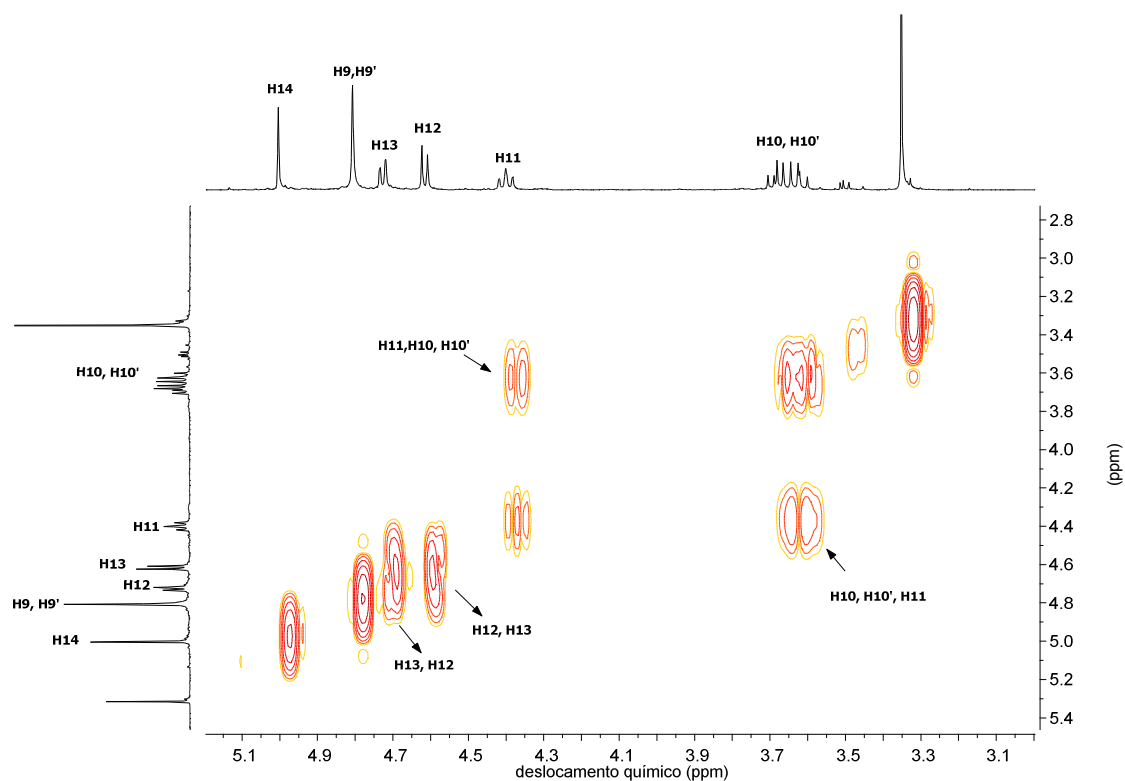 H9,H9'
H14
H13
H12
H11
H10, H10'
2.8
3.0
3.2
3.4
3.6
3.8
4.0
4.2
4.4
4.6
4.8
5.0
5.2
5.4
(ppm)
H10, H10'
H11
H13
H12
H9, H9'
H14
H11,H10, H10'
H10, H10', H11
H12, H13
H13, H12
5.1
4.9
4.7
4.5
4.3
4.1
3.9
3.7
3.5
3.3
3.1
deslocamento químico (ppm)